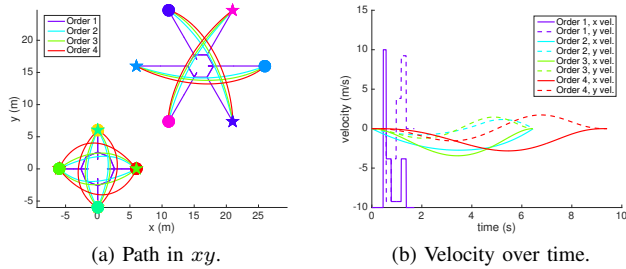 Order 1
Order 2
Order 3
Order 4
20
15
10
5
0
-5
y (m)
-5 0 5 10 15 20 25
x (m)
(a) Path in xy.
15
10
5
0
-5
-10
velocity (m/s)
Order 1, x vel.
Order 1, y vel.
Order 2, x vel.
Order 2, y vel.
Order 3, x vel.
Order 3, y vel.
Order 4, x vel.
Order 4, y vel.
0 2 4 6 8 10
time (s)
(b) Velocity over time.